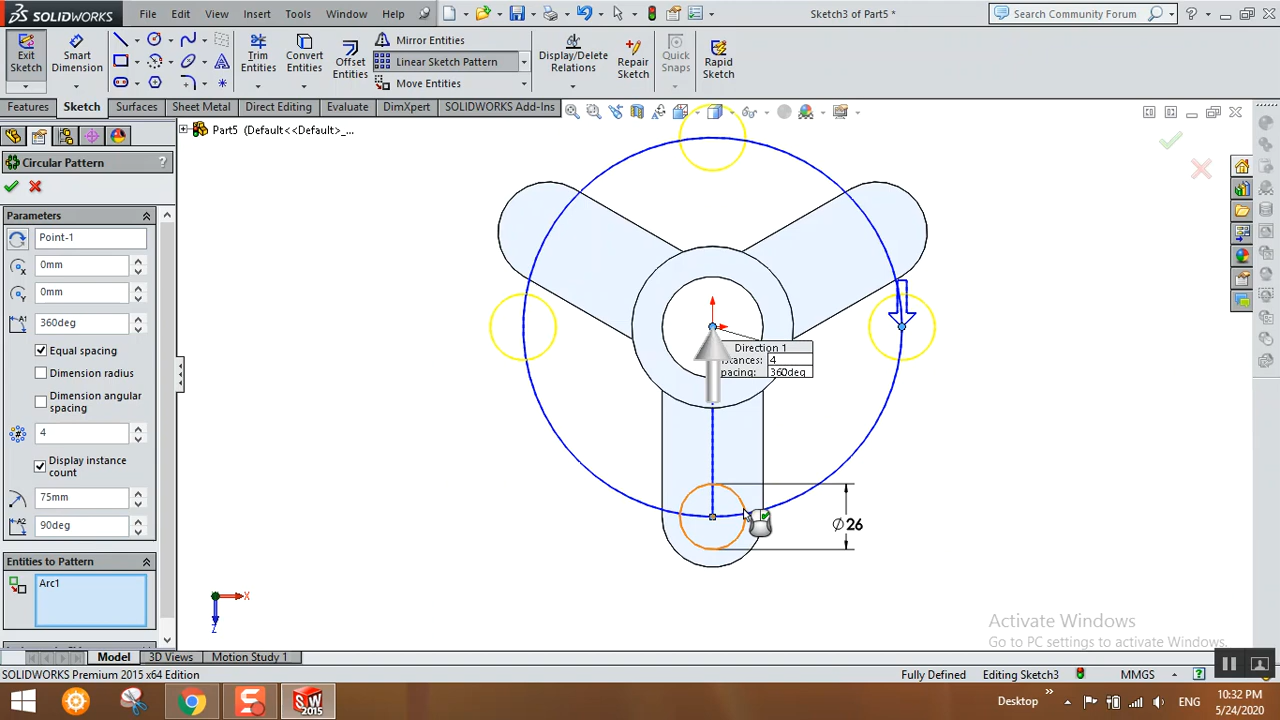 SOLIDWORKS File Edit View Insert Tools Window Help Sketch3 of Part5 * Search Community Forum ?
Exit Sketch
Smart Dimension
Trim Entities
Convert Entities
Offset Entities
Mirror Entities
Linear Sketch Pattern
Move Entities
Display/Delete Relations
Repair Sketch
Quick Snaps
Rapid Sketch
Features Sketch Surfaces Sheet Metal Direct Editing Evaluate DimXpert SOLIDWORKS Add-Ins
Part5 (Default<<Default>_...
Circular Pattern ?
Parameters
Point-1
0mm
0mm
360deg
Equal spacing
Dimension radius
Dimension angular spacing
4
Display instance count
75mm
90deg
Entities to Pattern
Arc1
Direction 1
stances: 4
pacing: 360deg
Ø26
X
Z
Activate Windows
Go to PC settings to activate Windows.
Model 3D Views Motion Study 1
SOLIDWORKS Premium 2015 x64 Edition Fully Defined Editing Sketch3 MMGS ?
SW 2015 Desktop ENG
10:32 PM
5/24/2020